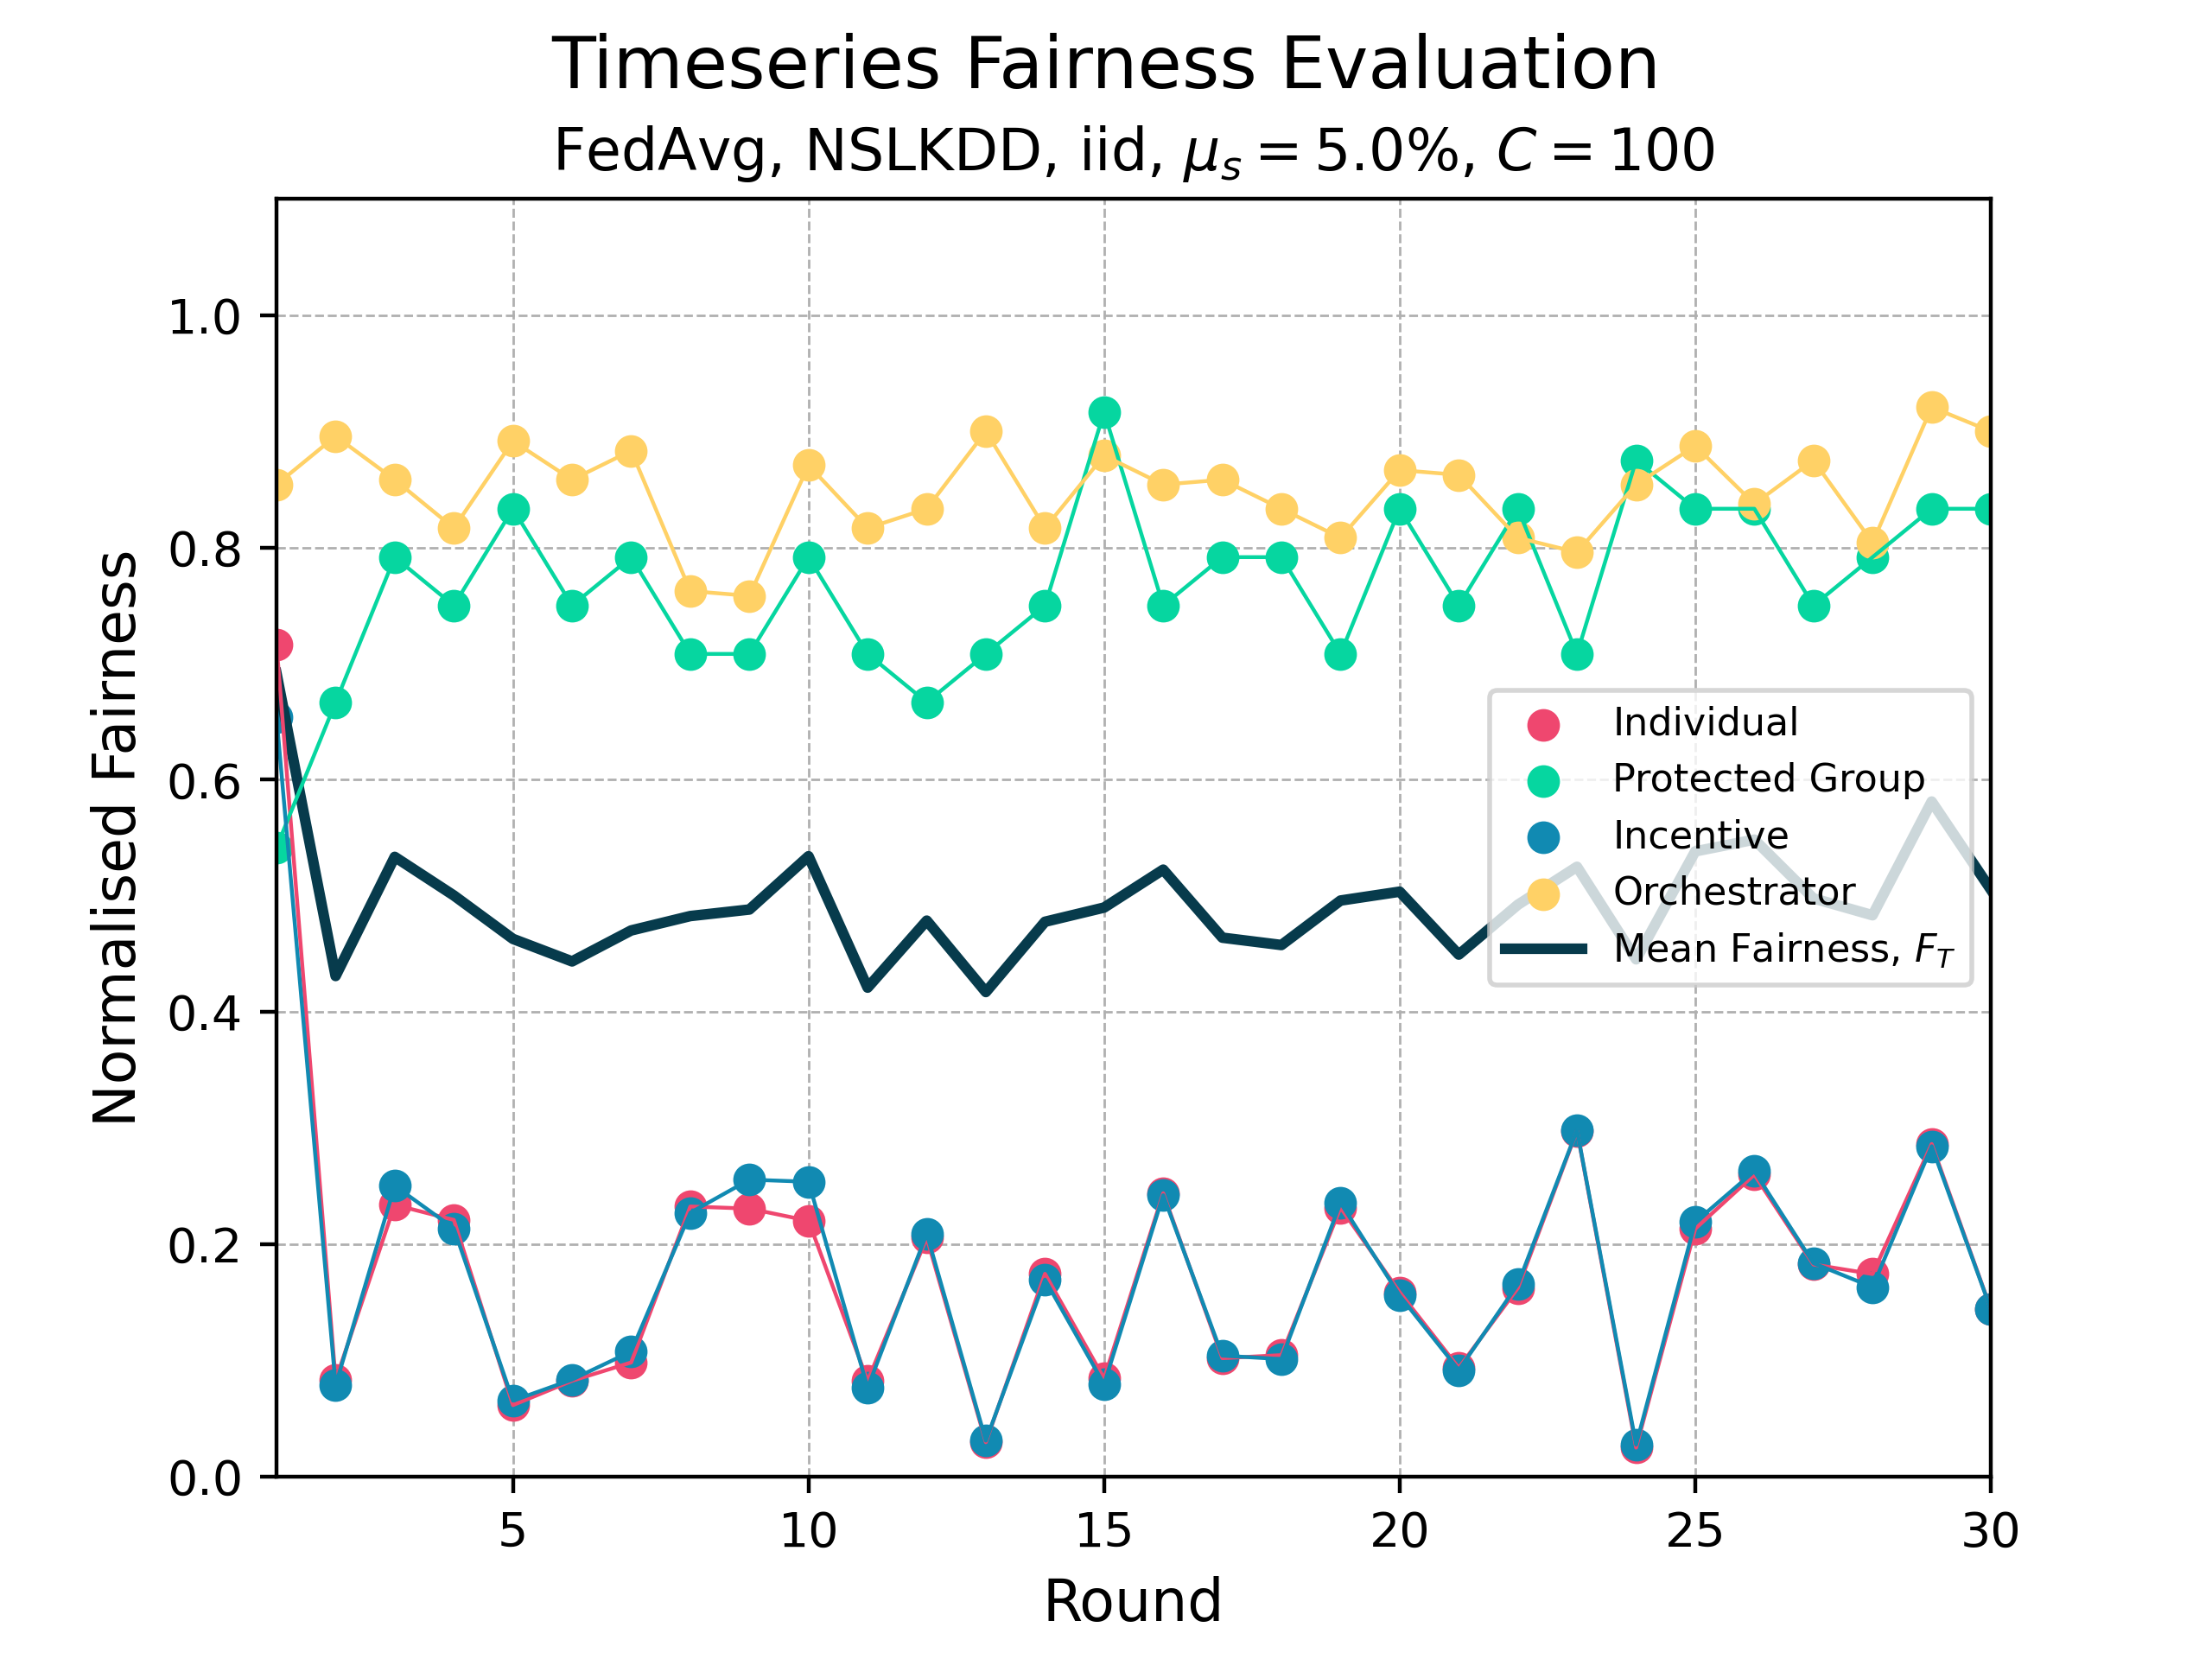 Timeseries Fairness Evaluation
FedAvg, NSLKDD, iid, μₛ = 5.0%, C = 100
Normalised Fairness
1.0
0.8
0.6
0.4
0.2
0.0
Individual
Protected Group
Incentive
Orchestrator
Mean Fairness, F_T
5 10 15 20 25 30
Round